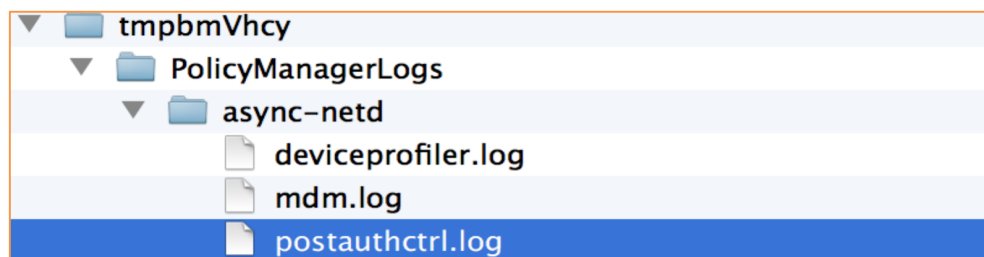 tmpbmVhcy
PolicyManagerLogs
async-netd
deviceprofiler.log
mdm.log
postauthctrl.log